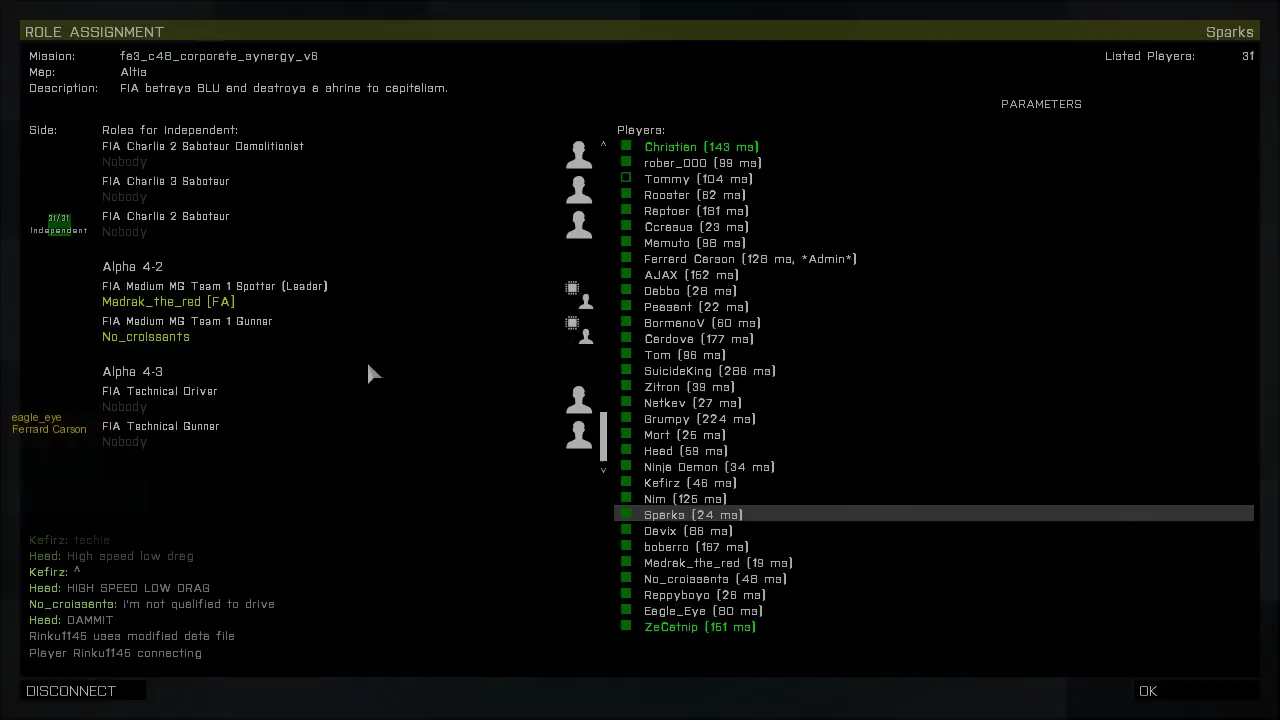 ROLE ASSIGNMENT
Sparks
Mission: fa3_c48_corporate_synergy_v6
Map: Altis
Description: FIA betrays BLU and destroys a shrine to capitalism.
Listed Players: 31
PARAMETERS
Side:
Roles for Independent:
FIA Charlie 2 Saboteur Demolitionist
Nobody
FIA Charlie 3 Saboteur
Nobody
FIA Charlie 2 Saboteur
Nobody
31/31
Independent
Alpha 4-2
FIA Medium MG Team 1 Spotter (Leader)
Madrak_the_red [FA]
FIA Medium MG Team 1 Gunner
No_croissants
Alpha 4-3
FIA Technical Driver
Nobody
FIA Technical Gunner
Nobody
eagle_eye
Ferrard Carson
Kefirz: techie
Head: High speed low drag
Kefirz: ^
Head: HIGH SPEED LOW DRAG
No_croissants: i'm not qualified to drive
Head: DAMMIT
Rinku1145 uses modified data file
Player Rinku1145 connecting
Players:
Christian (143 ms)
rober_000 (99 ms)
Tommy (104 ms)
Rooster (62 ms)
Raptoer (181 ms)
Ccrasus (23 ms)
Mamuto (98 ms)
Ferrard Carson (128 ms, *Admin*)
AJAX (152 ms)
Dabbo (28 ms)
Peasant (22 ms)
BormanoV (60 ms)
Cardova (177 ms)
Tom (96 ms)
SuicideKing (286 ms)
Zitron (39 ms)
Netkev (27 ms)
Grumpy (224 ms)
Mort (25 ms)
Head (59 ms)
Ninja Demon (34 ms)
Kefirz (46 ms)
Nim (125 ms)
Sparks (24 ms)
Davix (86 ms)
boberro (167 ms)
Madrak_the_red (19 ms)
No_croissants (48 ms)
Reppyboyo (26 ms)
Eagle_Eye (80 ms)
ZeCatnip (151 ms)
DISCONNECT
OK